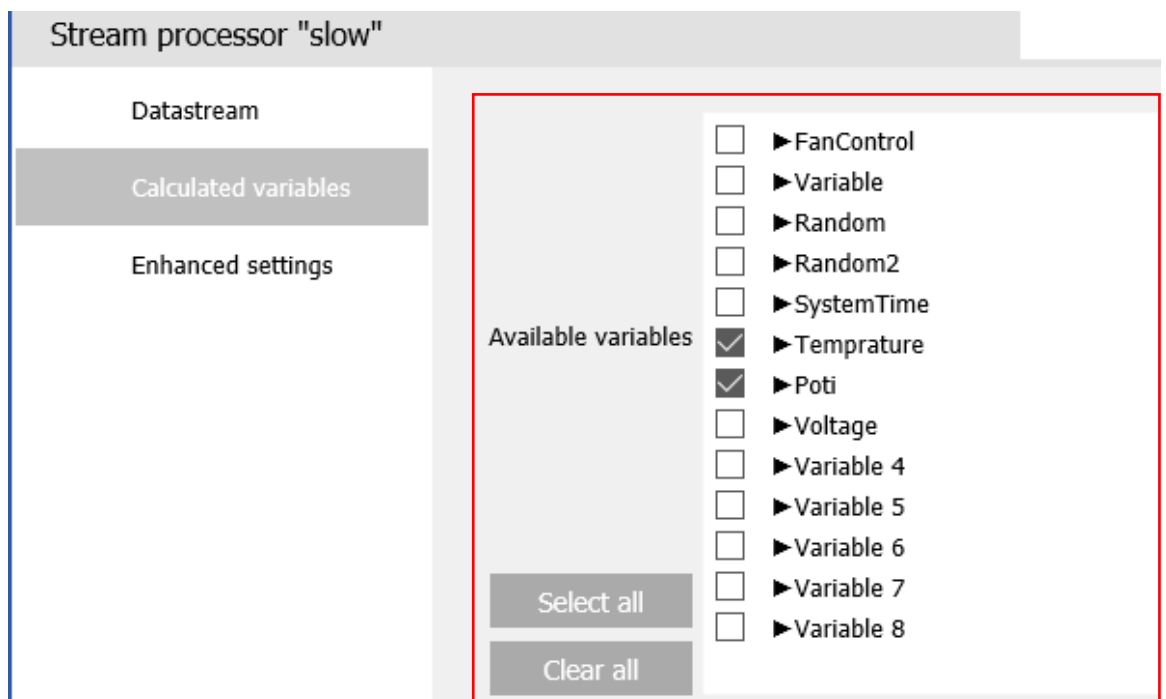 Stream processor "slow"
Datastream
Calculated variables
Enhanced settings
Available variables
►FanControl
►Variable
►Random
►Random2
►SystemTime
►Temprature
►Poti
►Voltage
►Variable 4
►Variable 5
►Variable 6
►Variable 7
►Variable 8
Select all
Clear all